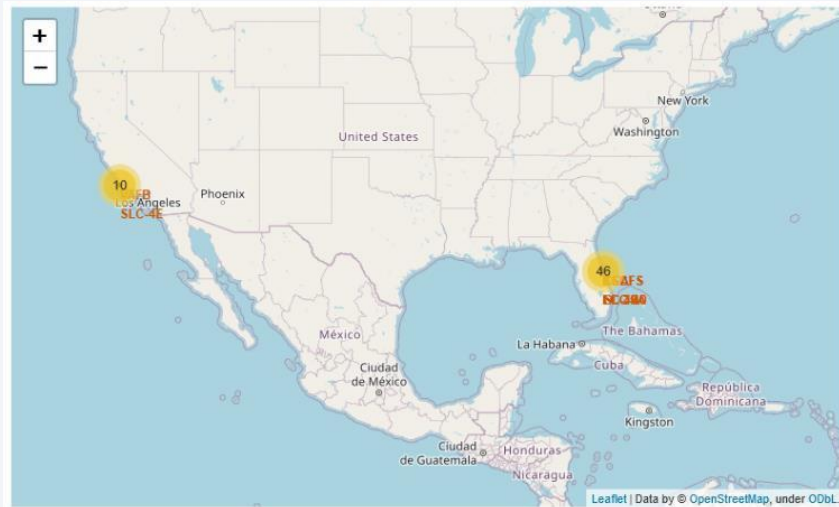 +
−
New York
Washington
United States
10
Los Angeles
SLC-4E
Phoenix
46
México
Ciudad
de México
La Habana
The Bahamas
Cuba
República
Dominicana
Kingston
Ciudad
de Guatemala
Honduras
Nicaragua
Leaflet | Data by © OpenStreetMap, under ODbL.